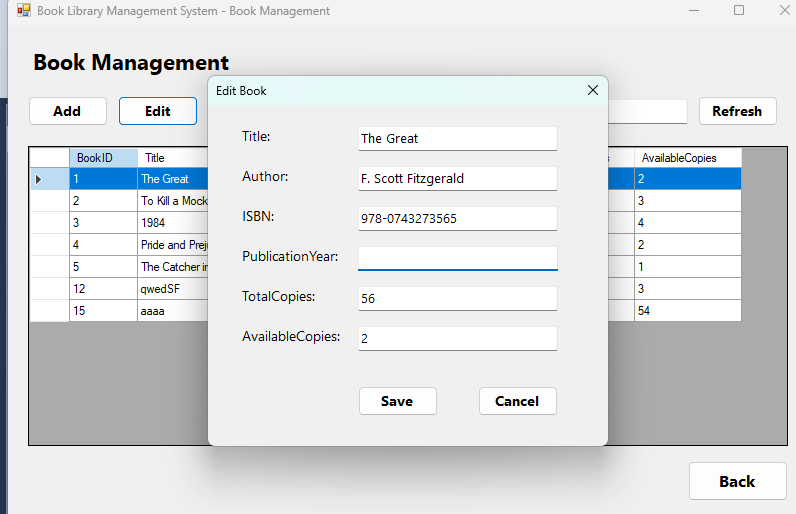 Book Library Management System - Book Management
Book Management
Add Edit Refresh
Edit Book
Title: The Great
Author: F. Scott Fitzgerald
ISBN: 978-0743273565
PublicationYear:
TotalCopies: 56
AvailableCopies: 2
Save Cancel
BookID Title AvailableCopies
1 The Great 2
2 To Kill a Mock 3
3 1984 4
4 Pride and Prej 2
5 The Catcher in 1
12 qwedSF 3
15 aaaa 54
Back